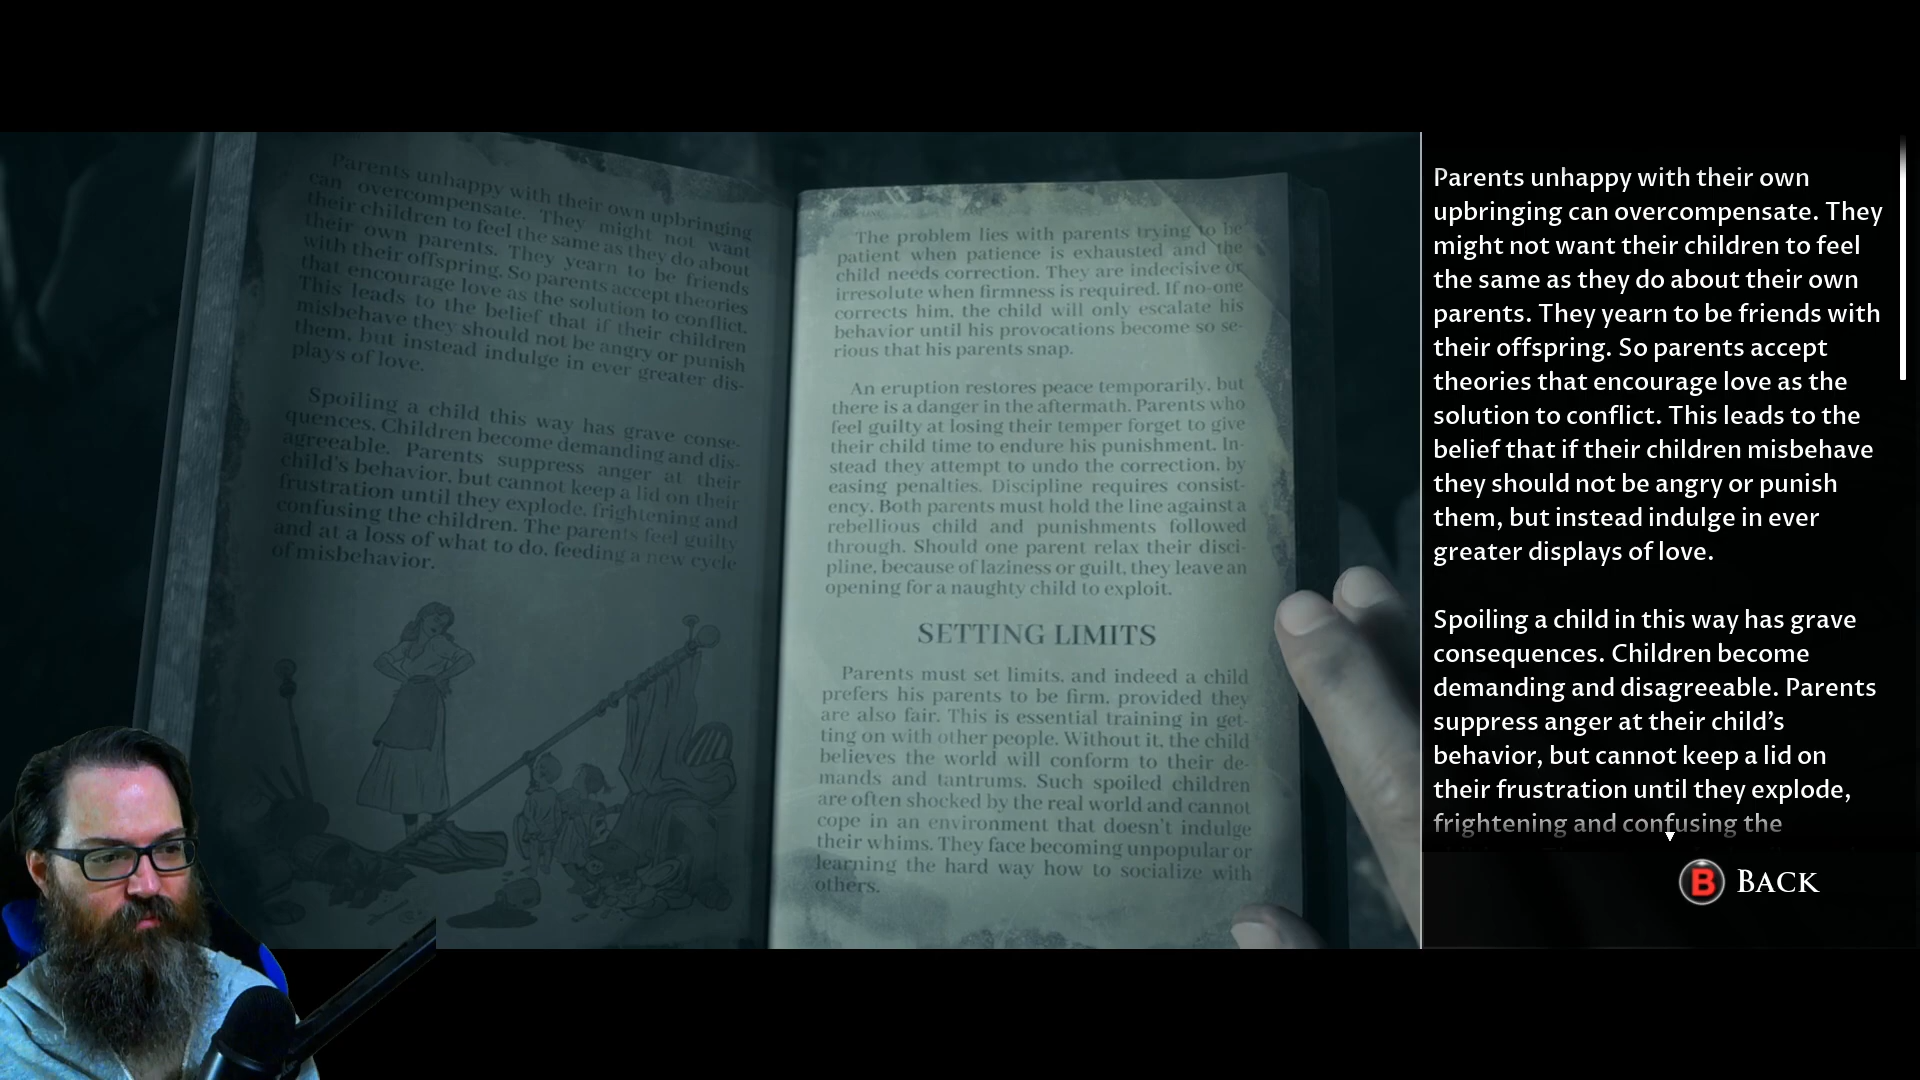 Parents unhappy with their own upbringing
can overcompensate. They might not want
their children to feel the same as they do about
their own parents. They yearn to be friends
with their offspring. So parents accept theories
that encourage love as the solution to conflict.
This leads to the belief that if their children
misbehave they should not be angry or punish
them, but instead indulge in ever greater dis-
plays of love.
Spoiling a child this way has grave conse-
quences. Children become demanding and dis-
agreeable. Parents suppress anger at their
child's behavior, but cannot keep a lid on their
frustration until they explode, frightening and
confusing the children. The parents feel guilty
and at a loss of what to do, feeding a new cycle
of misbehavior.
The problem lies with parents trying to be
patient when patience is exhausted and the
child needs correction. They are indecisive or
irresolute when firmness is required. If no-one
corrects him, the child will only escalate his
behavior until his provocations become so se-
rious that his parents snap.
An eruption restores peace temporarily, but
there is a danger in the aftermath. Parents who
feel guilty at losing their temper forget to give
their child time to endure his punishment. In-
stead they attempt to undo the correction, by
easing penalties. Discipline requires consist-
ency. Both parents must hold the line against a
rebellious child and punishments followed
through. Should one parent relax their disci-
pline, because of laziness or guilt, they leave an
opening for a naughty child to exploit.
SETTING LIMITS
Parents must set limits, and indeed a child
prefers his parents to be firm, provided they
are also fair. This is essential training in get-
ting on with other people. Without it, the child
believes the world will conform to their de-
mands and tantrums. Such spoiled children
are often shocked by the real world and cannot
cope in an environment that doesn't indulge
their whims. They face becoming unpopular or
learning the hard way how to socialize with
others.
Parents unhappy with their own
upbringing can overcompensate. They
might not want their children to feel
the same as they do about their own
parents. They yearn to be friends with
their offspring. So parents accept
theories that encourage love as the
solution to conflict. This leads to the
belief that if their children misbehave
they should not be angry or punish
them, but instead indulge in ever
greater displays of love.
Spoiling a child in this way has grave
consequences. Children become
demanding and disagreeable. Parents
suppress anger at their child's
behavior, but cannot keep a lid on
their frustration until they explode,
frightening and confusing the
B BACK